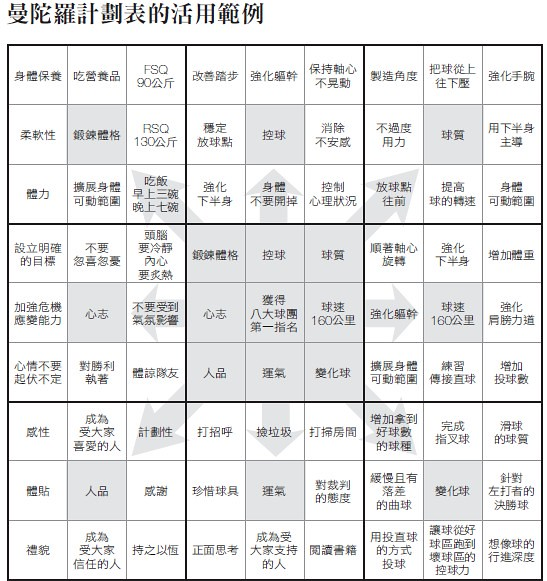 曼陀羅計劃表的活用範例
身體保養
吃營養品
FSQ
90公斤
改善踏步
強化軀幹
保持軸心
不晃動
製造角度
把球從上
往下壓
強化手腕
柔軟性
鍛鍊體格
RSQ
130公斤
穩定
放球點
控球
消除
不安感
不過度
用力
球質
用下半身
主導
體力
擴展身體
可動範圍
吃飯
早上三碗
晚上七碗
強化
下半身
身體
不要開掉
控制
心理狀況
放球點
往前
提高
球的轉速
身體
可動範圍
設立明確
的目標
不要
忽喜忽憂
頭腦
要冷靜
內心
要炙熱
鍛鍊體格
控球
球質
順著軸心
旋轉
強化
下半身
增加體重
加強危機
應變能力
心志
不要受到
氣氛影響
心志
獲得
八大球團
第一指名
球速
160公里
強化軀幹
球速
160公里
強化
肩膀力道
心情不要
起伏不定
對勝利
執著
體諒隊友
人品
運氣
變化球
擴展身體
可動範圍
練習
傳接直球
增加
投球數
感性
成為
受大家
喜愛的人
計劃性
打招呼
撿垃圾
打掃房間
增加拿到
好球數
的球種
完成
指叉球
滑球
的球質
體貼
人品
感謝
珍惜球具
運氣
對裁判
的態度
緩慢且有
落差
的曲球
變化球
針對
左打者的
決勝球
禮貌
成為
受大家
信任的人
持之以恆
正面思考
成為受
大家支持
的人
閱讀書籍
用投直球
的方式
投球
讓球從好
球區跑到
壞球區的
控球力
想像球的
行進深度